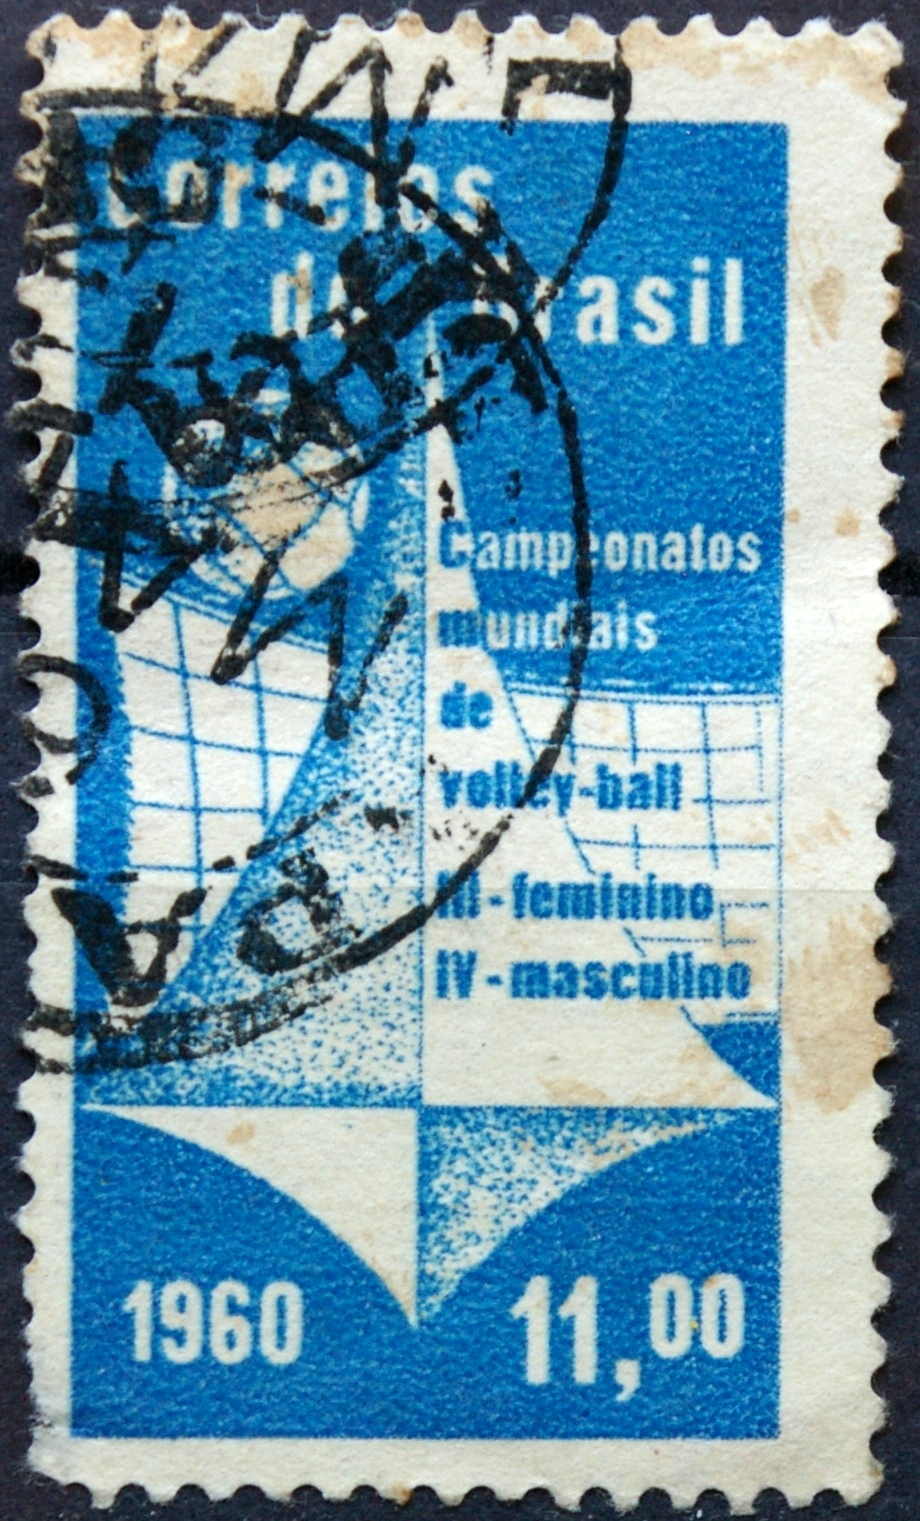 Correios
do Brasil
Campeonatos
mundiais
de
volley-ball
III-feminino
IV-masculino
1960
11,00